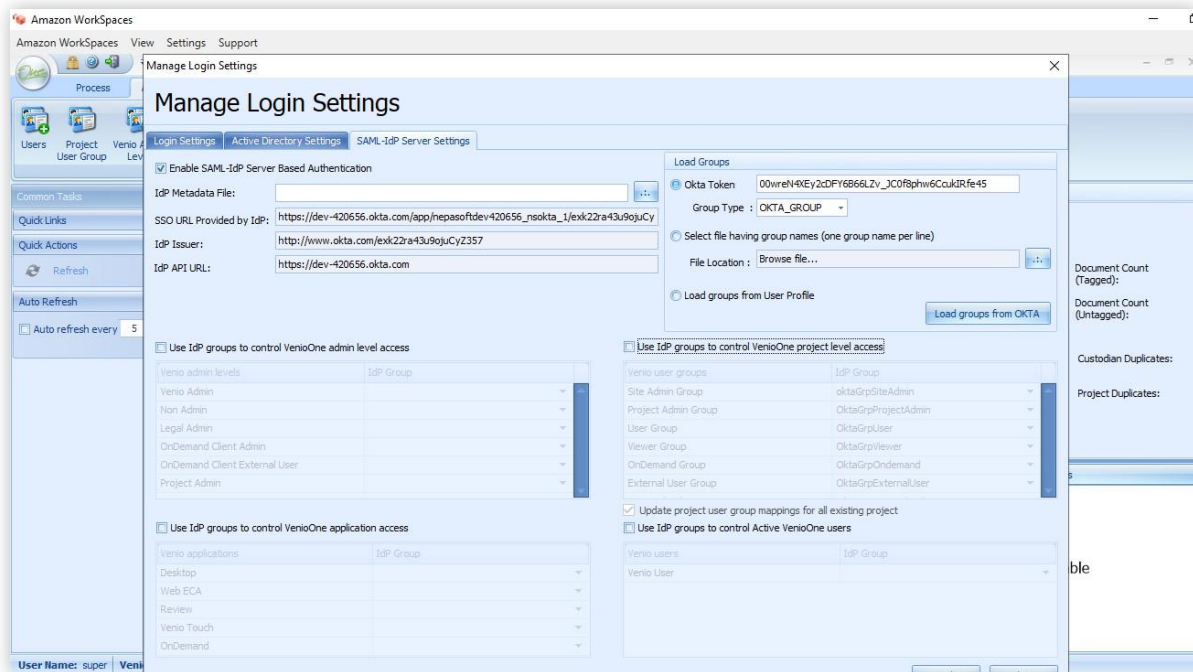 Amazon WorkSpaces
Amazon WorkSpaces View Settings Support
Manage Login Settings
Process
Manage Login Settings
Users
Project User Group
Venio
Login Settings
Active Directory Settings
SAML-IdP Server Settings
Enable SAML-IdP Server Based Authentication
IdP Metadata File:
SSO URL Provided by IdP: https://dev-420656.okta.com/app/nepasoftdev420656_nsokta_1/exk22ra43u9ojuCy
IdP Issuer: http://www.okta.com/exk22ra43u9ojuCyZ357
IdP API URL: https://dev-420656.okta.com
Load Groups
Okta Token 00wreN4XEy2cDFY6B66LZv_JC0f8phw6CcukIRfe45
Group Type : OKTA_GROUP
Select file having group names (one group name per line)
File Location : Browse file...
Load groups from User Profile
Load groups from OKTA
Common Tasks
Quick Links
Quick Actions
Refresh
Auto Refresh
Auto refresh every 5
Document Count (Tagged):
Document Count (Untagged):
Custodian Duplicates:
Project Duplicates:
Use IdP groups to control VenioOne admin level access
Venio admin levels IdP Group
Venio Admin
Non Admin
Legal Admin
OnDemand Client Admin
OnDemand Client External User
Project Admin
Use IdP groups to control VenioOne project level access
Venio user groups IdP Group
Site Admin Group oktaGrpSiteAdmin
Project Admin Group OktaGrpProjectAdmin
User Group OktaGrpUser
Viewer Group OktaGrpViewer
OnDemand Group OktaGrpOndemand
External User Group OktaGrpExternalUser
Update project user group mappings for all existing project
Use IdP groups to control VenioOne application access
Venio applications IdP Group
Desktop
Web ECA
Review
Venio Touch
OnDemand
Use IdP groups to control Active VenioOne users
Venio users IdP Group
Venio User
ble
User Name: super